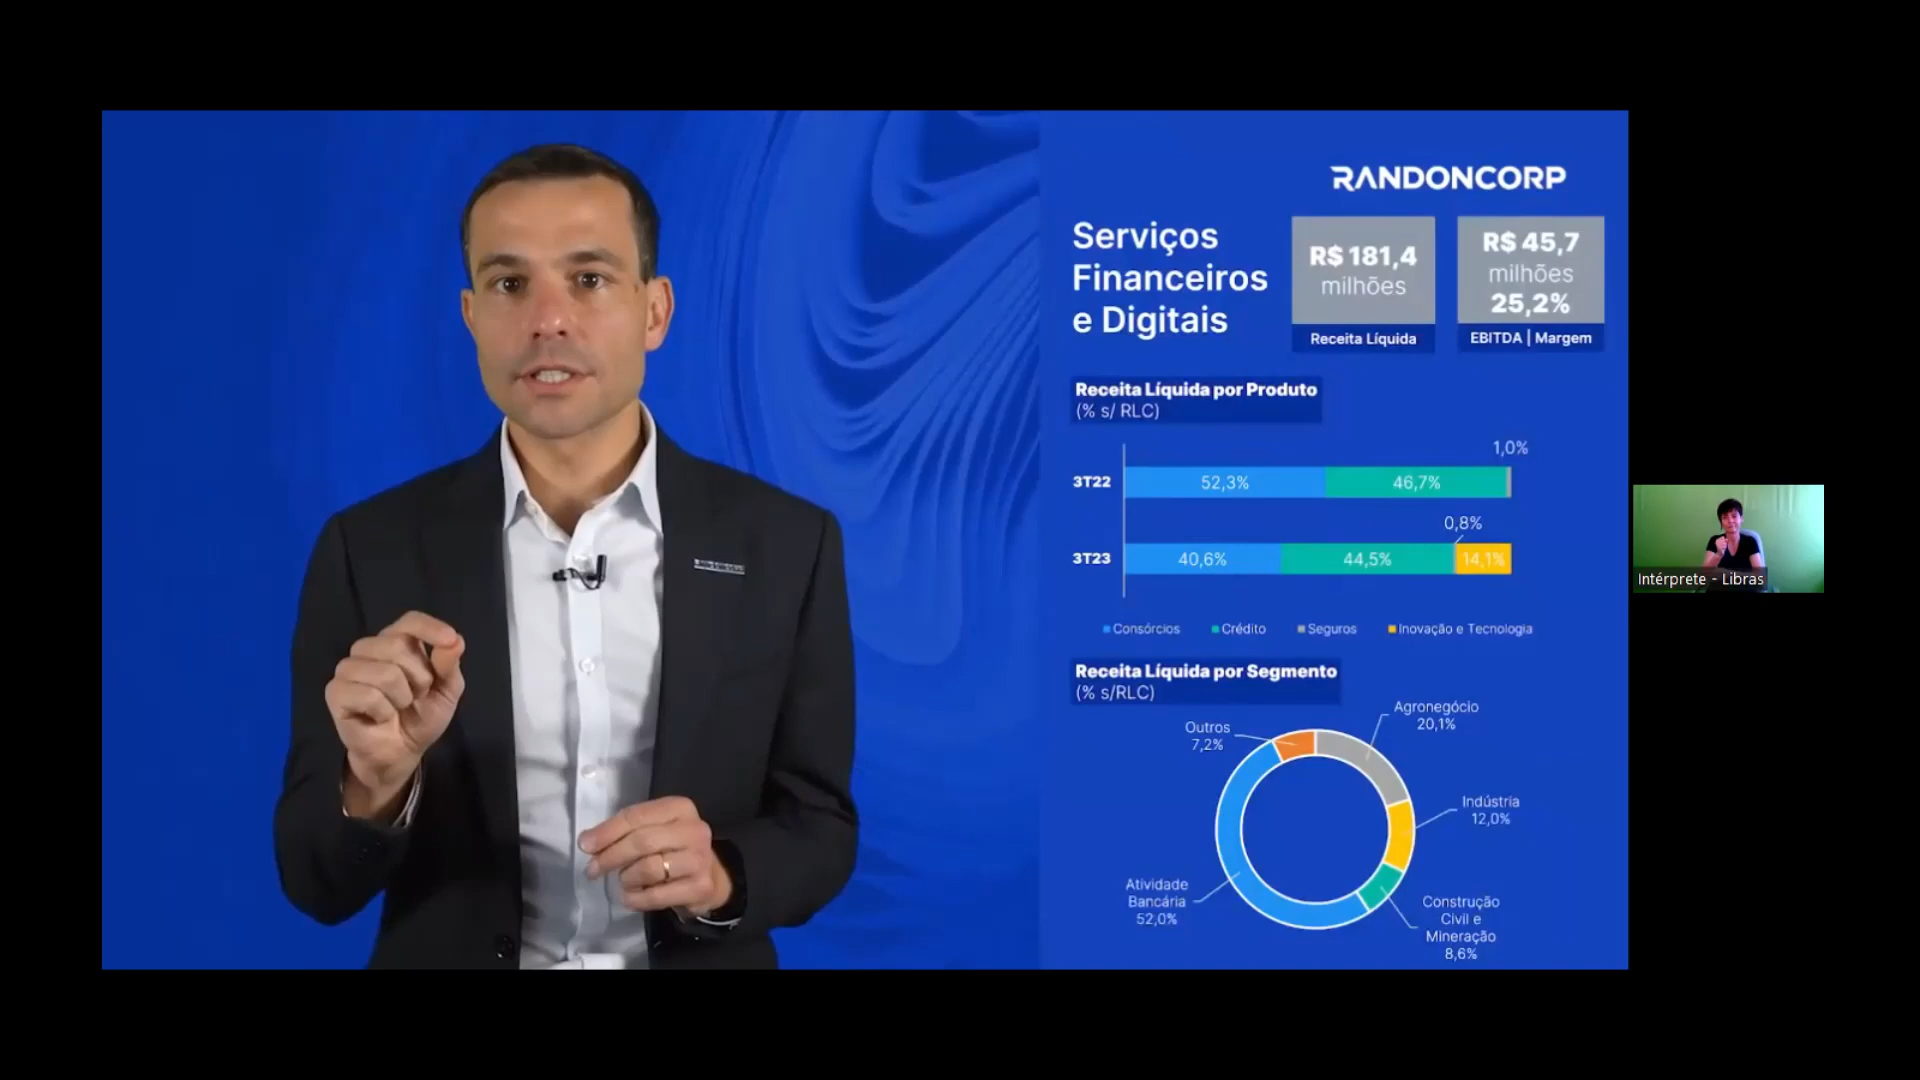 RANDONCORP
Serviços
Financeiros
e Digitais
R$ 181,4
milhões
Receita Líquida
R$ 45,7
milhões
25,2%
EBITDA | Margem
Receita Líquida por Produto
(% s/ RLC)
1,0%
3T22
52,3%
46,7%
0,8%
3T23
40,6%
44,5%
14,1%
Consórcios
Crédito
Seguros
Inovação e Tecnologia
Receita Líquida por Segmento
(% s/RLC)
Outros
7,2%
Agronegócio
20,1%
Indústria
12,0%
Atividade
Bancária
52,0%
Construção
Civil e
Mineração
8,6%
Intérprete - Libras